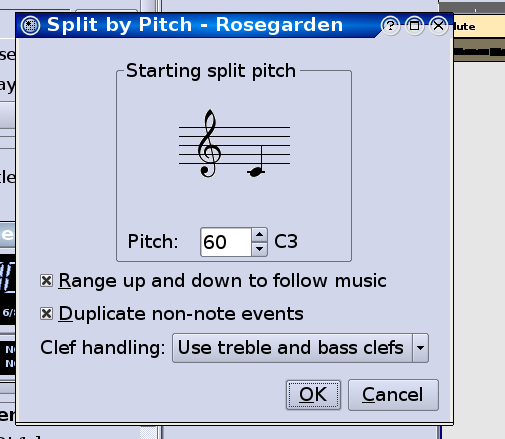 Split by Pitch - Rosegarden
Starting split pitch
Pitch: 60 C3
Range up and down to follow music
Duplicate non-note events
Clef handling: Use treble and bass clefs
OK Cancel